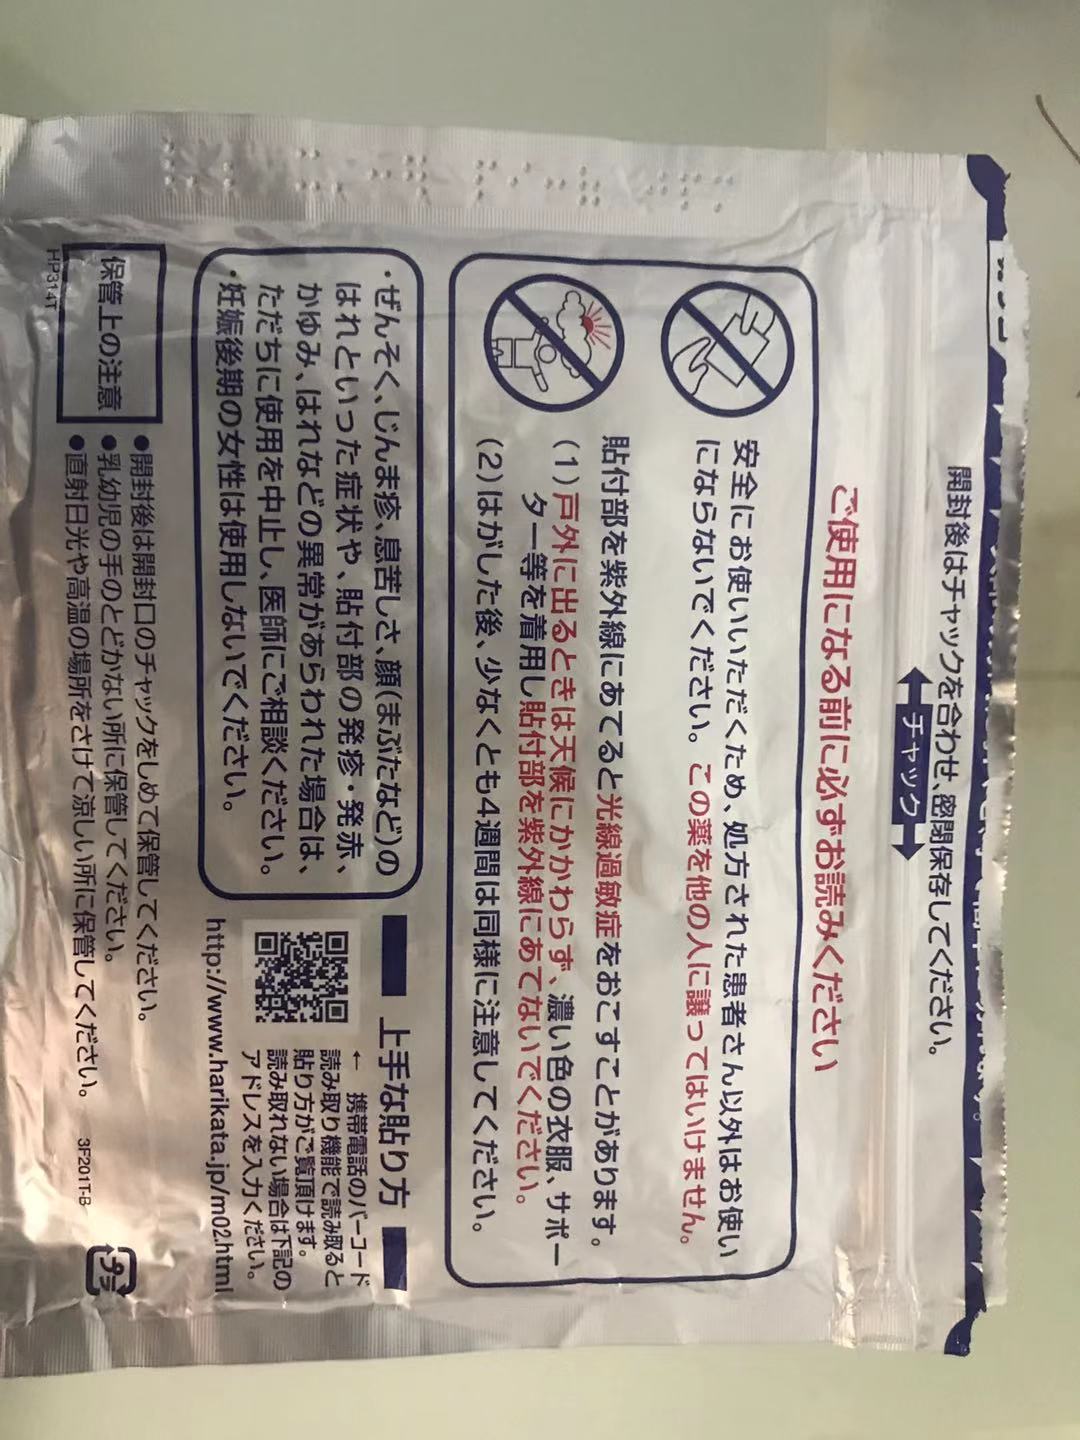 開封後はチャックを合わせ、密閉保存してください。
チャック
ご使用になる前に必ずお読みください
安全にお使いいただくため、処方された患者さん以外はお使い
にならないでください。この薬を他の人に譲ってはいけません。
貼付部を紫外線にあてると光線過敏症をおこすことがあります。
(1)戸外に出るときは天候にかかわらず、濃い色の衣服、サポー
ター等を着用し貼付部を紫外線にあてないでください。
(2)はがした後、少なくとも4週間は同様に注意してください。
・ぜんそく、じんま疹、息苦しさ、顔(まぶたなど)の
はれといった症状や、貼付部の発疹・発赤、
かゆみ、はれなどの異常があらわれた場合は、
ただちに使用を中止し、医師にご相談ください。
・妊娠後期の女性は使用しないでください。
上手な貼り方
← 携帯電話のバーコード
読み取り機能で読み取ると
貼り方がご覧頂けます。
読み取れない場合は下記の
アドレスを入力ください。
http://www.harikata.jp/m02.html
保管上の注意
●開封後は開封口のチャックをしめて保管してください。
●乳幼児の手のとどかない所に保管してください。
●直射日光や高温の場所をさけて涼しい所に保管してください。
HP314T
3F201T-B
プラ